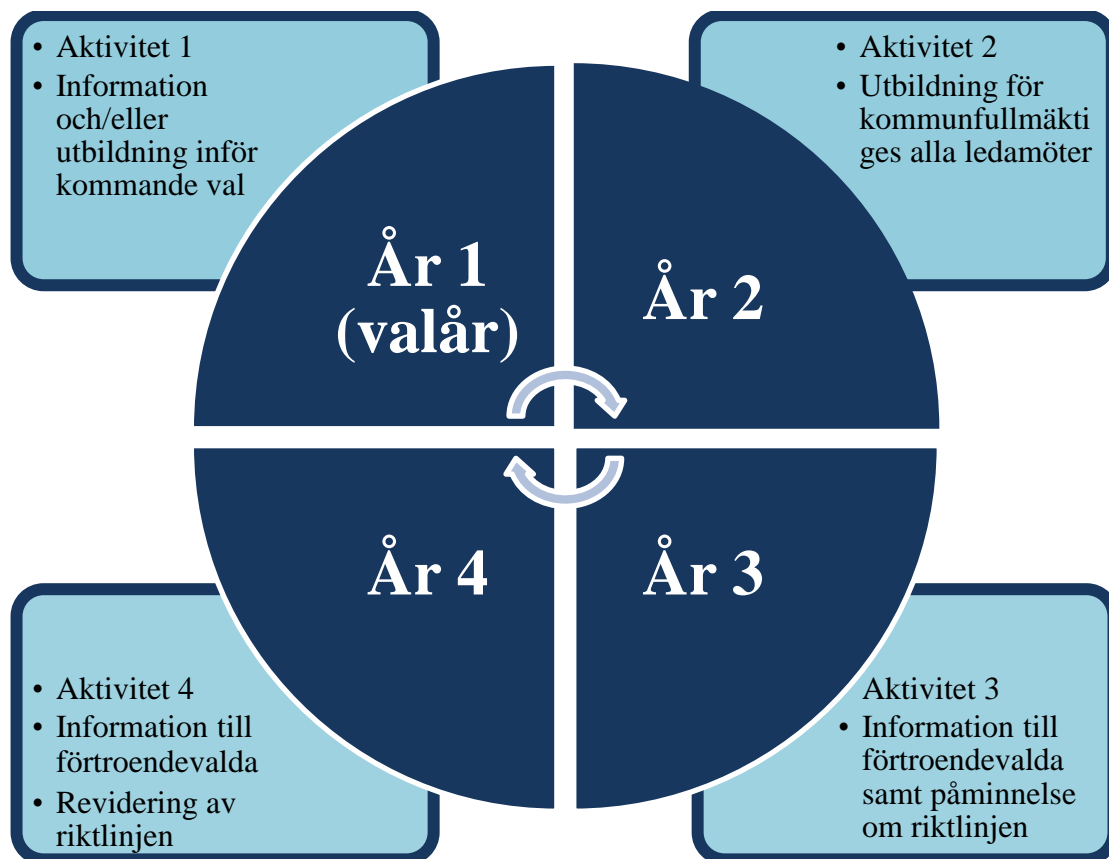 • Aktivitet 1
• Information
och/eller
utbildning inför
kommande val
• Aktivitet 2
• Utbildning för
kommunfullmäkti
ges alla ledamöter
År 1
(valår)
År 2
År 4
År 3
• Aktivitet 4
• Information till
förtroendevalda
• Revidering av
riktlinjen
Aktivitet 3
• Information till
förtroendevalda
samt påminnelse
om riktlinjen